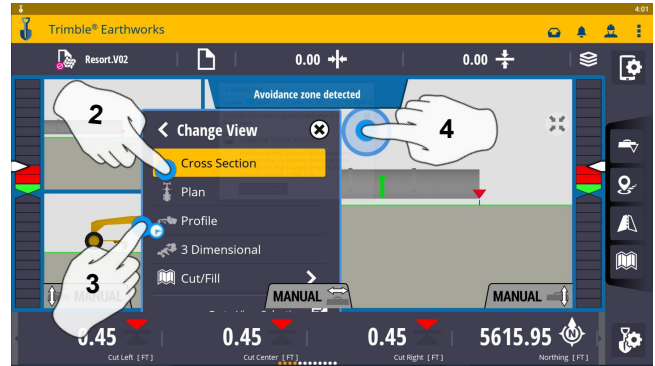 4:01
Trimble® Earthworks
Resort.V02
0.00
0.00
Avoidance zone detected
2
4
Change View
Cross Section
Plan
Profile
3 Dimensional
Cut/Fill
3
MANUAL
MANUAL
MANUAL
0.45
0.45
0.45
5615.95
Cut Left [FT]
Cut Center [FT]
Cut Right [FT]
Northing [FT]